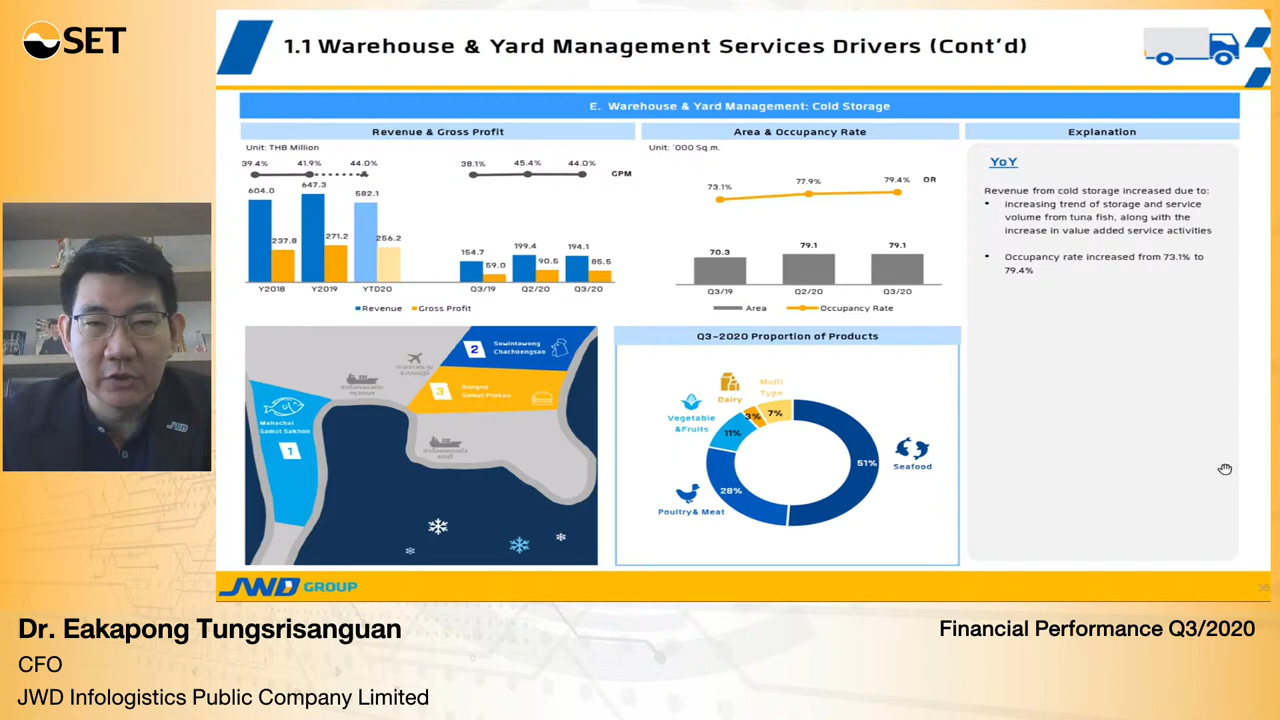 SET
1.1 Warehouse & Yard Management Services Drivers (Cont'd)
E. Warehouse & Yard Management: Cold Storage
Revenue & Gross Profit
Unit: THB Million
39.4%
41.9%
44.0%
38.1%
45.4%
44.0%
GPM
604.0
237.8
647.3
271.2
582.1
256.2
154.7
59.0
199.4
90.5
194.1
85.5
Y2018
Y2019
YTD20
Q3/19
Q2/20
Q3/20
Revenue
Gross Profit
Area & Occupancy Rate
Unit: '000 Sq.m.
73.1%
77.9%
79.4%
OR
70.3
79.1
79.1
Q3/19
Q2/20
Q3/20
Area
Occupancy Rate
Explanation
YoY
Revenue from cold storage increased due to:
• increasing trend of storage and service
volume from tuna fish, along with the
increase in value added service activities
• Occupancy rate increased from 73.1% to
79.4%
2
Suwintawong
Chachoengsao
3
Bangna
Samut Prakan
Mahachai
Samut Sakhon
1
Q3-2020 Proportion of Products
Multi
Type
Dairy
Vegetable
&Fruits
3%
7%
11%
51%
Seafood
28%
Poultry& Meat
JWD GROUP
35
JWD
Dr. Eakapong Tungsrisanguan
CFO
JWD Infologistics Public Company Limited
Financial Performance Q3/2020